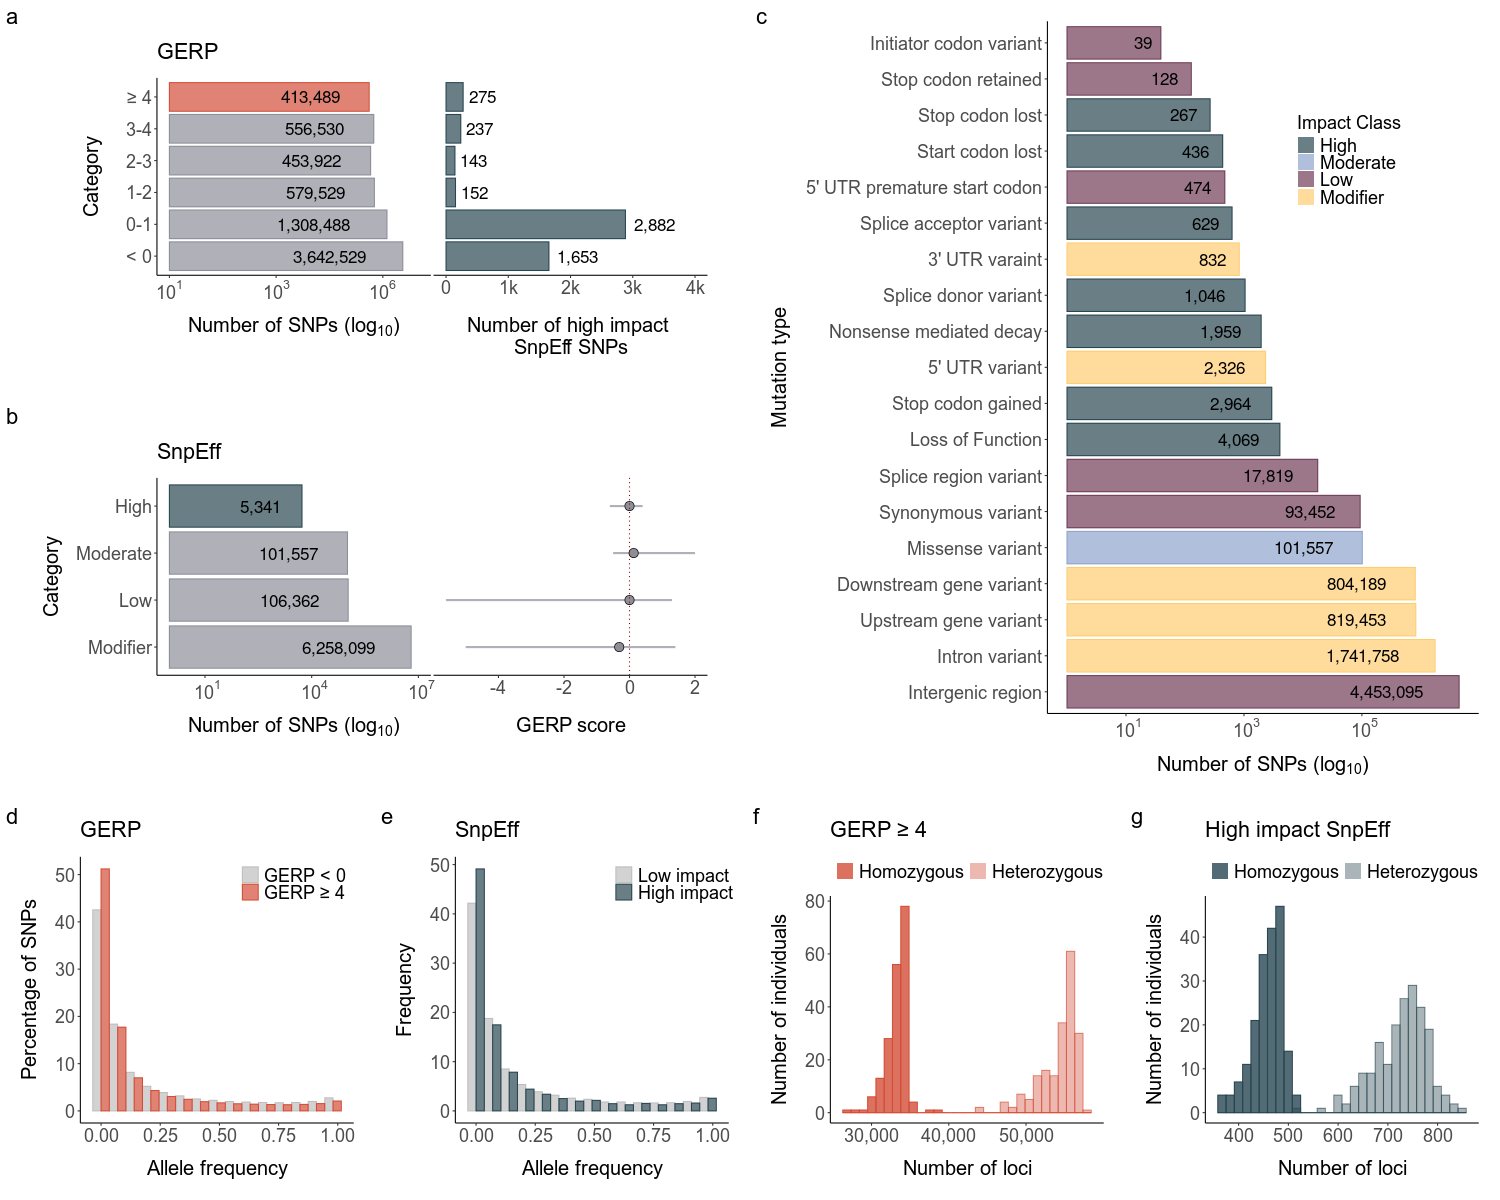 a
GERP
Category
≥ 4
3-4
2-3
1-2
0-1
< 0
413,489
556,530
453,922
579,529
1,308,488
3,642,529
10¹ 10³ 10⁶
Number of SNPs (log₁₀)
275
237
143
152
2,882
1,653
0 1k 2k 3k 4k
Number of high impact
SnpEff SNPs
b
SnpEff
Category
High
Moderate
Low
Modifier
5,341
101,557
106,362
6,258,099
10¹ 10⁴ 10⁷
Number of SNPs (log₁₀)
-4 -2 0 2
GERP score
c
Mutation type
Initiator codon variant 39
Stop codon retained 128
Stop codon lost 267
Start codon lost 436
5' UTR premature start codon 474
Splice acceptor variant 629
3' UTR varaint 832
Splice donor variant 1,046
Nonsense mediated decay 1,959
5' UTR variant 2,326
Stop codon gained 2,964
Loss of Function 4,069
Splice region variant 17,819
Synonymous variant 93,452
Missense variant 101,557
Downstream gene variant 804,189
Upstream gene variant 819,453
Intron variant 1,741,758
Intergenic region 4,453,095
10¹ 10³ 10⁵
Number of SNPs (log₁₀)
Impact Class
High
Moderate
Low
Modifier
d
GERP
Percentage of SNPs
50
40
30
20
10
0
GERP < 0
GERP ≥ 4
0.00 0.25 0.50 0.75 1.00
Allele frequency
e
SnpEff
Frequency
50
40
30
20
10
0
Low impact
High impact
0.00 0.25 0.50 0.75 1.00
Allele frequency
f
GERP ≥ 4
Homozygous Heterozygous
Number of individuals
80
60
40
20
0
30,000 40,000 50,000
Number of loci
g
High impact SnpEff
Homozygous Heterozygous
Number of individuals
40
30
20
10
0
400 500 600 700 800
Number of loci